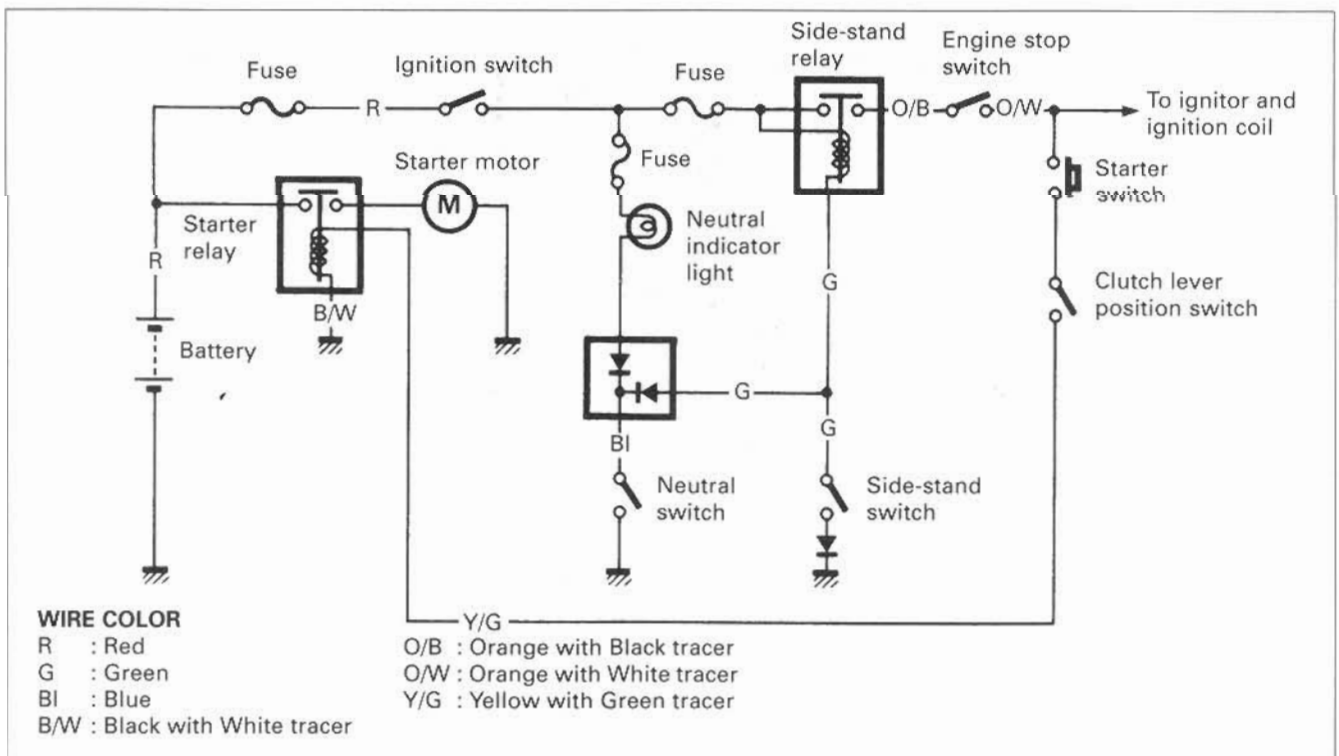 Side-stand
relay
Engine stop
switch
Fuse
Ignition switch
Fuse
R
O/B
O/W
To ignitor and
ignition coil
Fuse
Starter motor
M
Starter
relay
Neutral
indicator
light
Starter
switch
R
G
Clutch lever
position switch
B/W
Battery
G
G
Bl
Neutral
switch
Side-stand
switch
Y/G
WIRE COLOR
R : Red
G : Green
Bl : Blue
B/W : Black with White tracer
O/B : Orange with Black tracer
O/W : Orange with White tracer
Y/G : Yellow with Green tracer